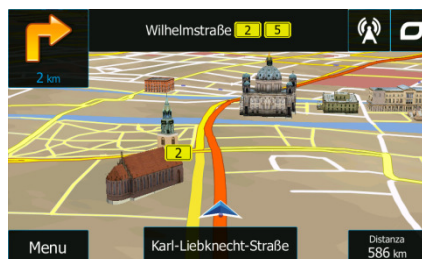 Wilhelmstraße 2 5
2 km
2
Menu
Karl-Liebknecht-Straße
Distanza
586 km